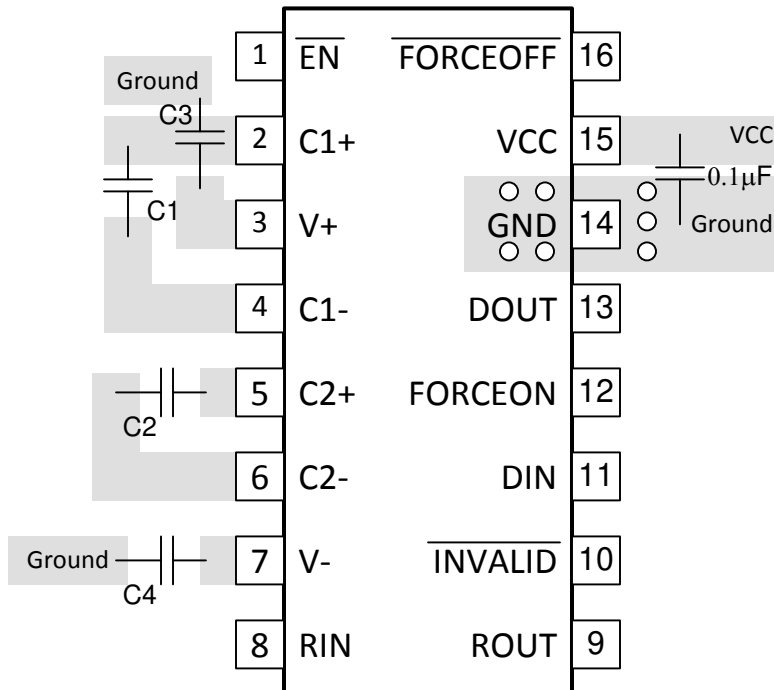 1 EN FORCEOFF 16
Ground
C3
2 C1+ VCC 15 VCC
0.1µF
C1
3 V+ GND 14 Ground
4 C1- DOUT 13
5 C2+ FORCEON 12
C2
6 C2- DIN 11
Ground 7 V- INVALID 10
C4
8 RIN ROUT 9